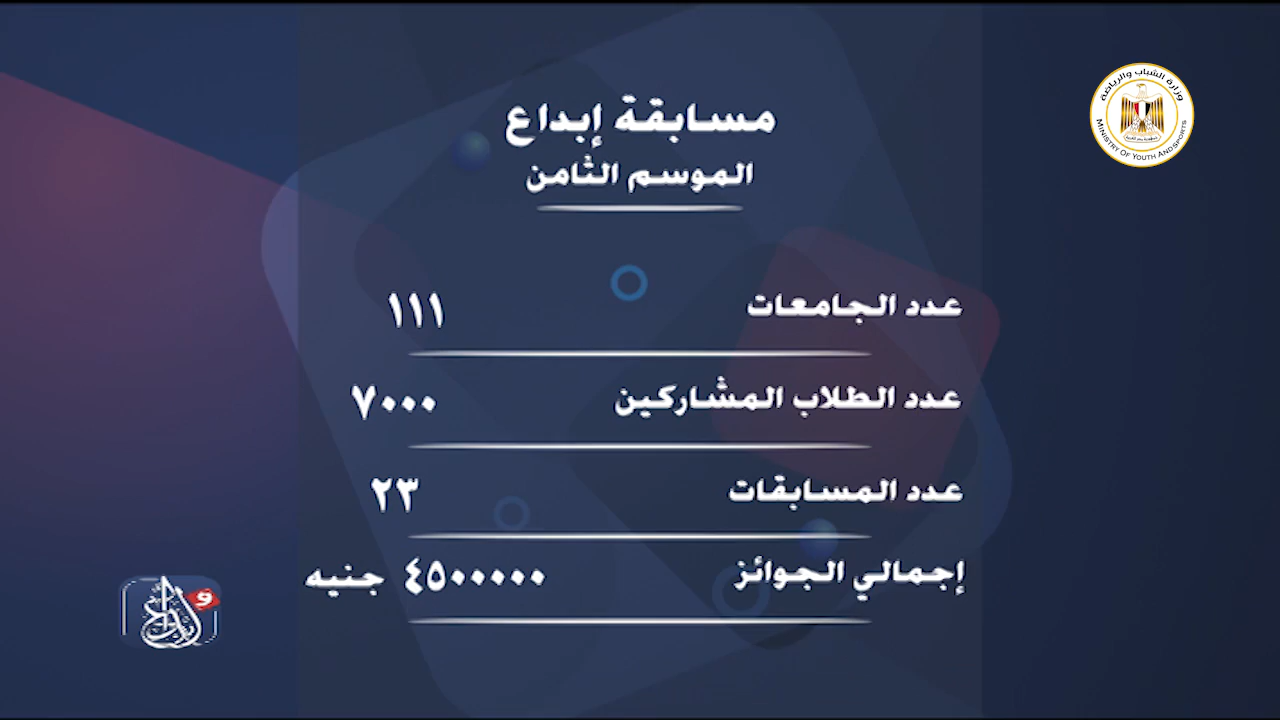 وزارة الشباب والرياضة
MINISTRY OF YOUTH AND SPORTS
مسابقة إبداع
الموسم الثامن
عدد الجامعات ١١١
عدد الطلاب المشاركين ٧٠٠٠
عدد المسابقات ٢٣
إجمالي الجوائز ٤٥٠٠٠٠٠ جنيه
إبداع ٩